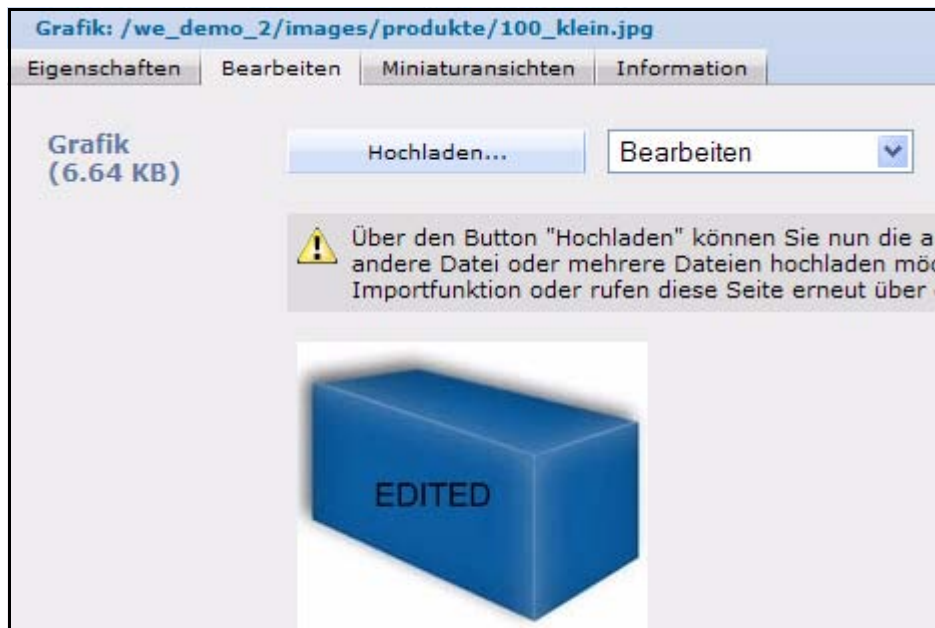 Grafik: /we_demo_2/images/produkte/100_klein.jpg
Eigenschaften Bearbeiten Miniaturansichten Information
Grafik
(6.64 KB)
Hochladen... Bearbeiten
Über den Button "Hochladen" können Sie nun die
andere Datei oder mehrere Dateien hochladen
Importfunktion oder rufen diese Seite erneut über
EDITED